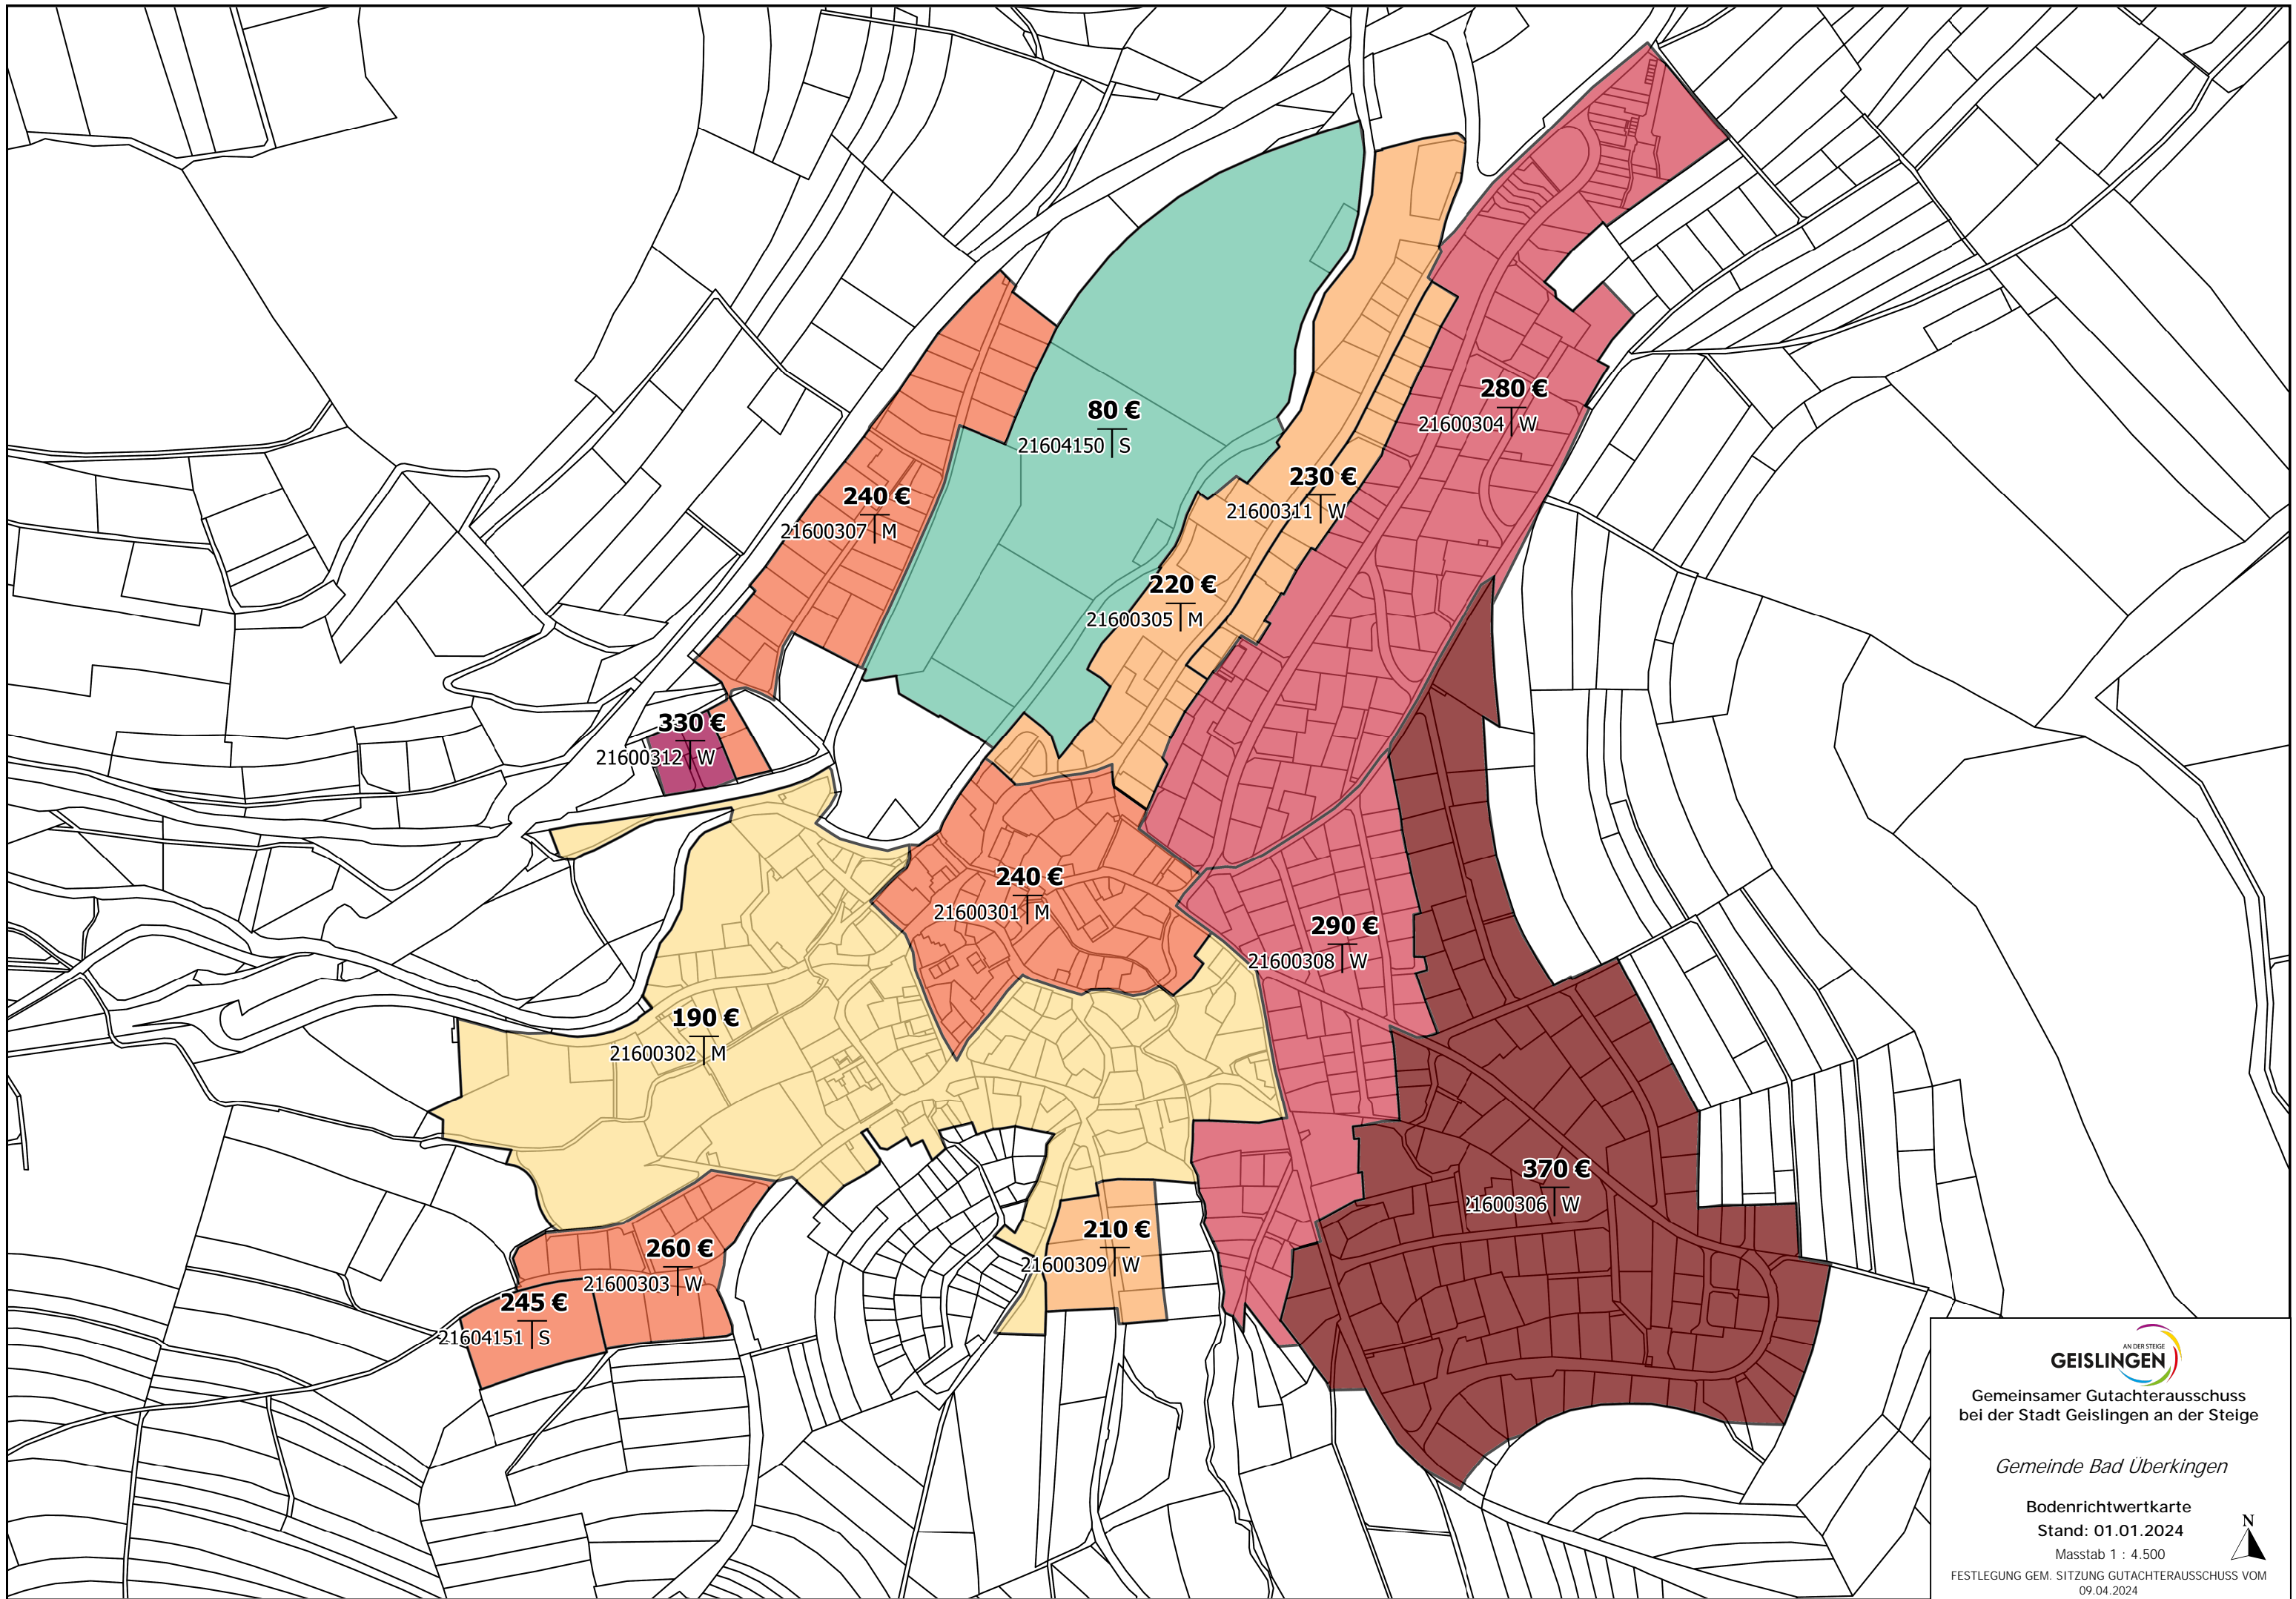 280 €
21600304 W
80 €
21604150 S
230 €
21600311 W
240 €
21600307 M
220 €
21600305 M
330 €
21600312 W
240 €
21600301 M
290 €
21600308 W
190 €
21600302 M
370 €
21600306 W
210 €
21600309 W
260 €
21600303 W
245 €
21604151 S
AN DER STEIGE
GEISLINGEN
Gemeinsamer Gutachterausschuss
bei der Stadt Geislingen an der Steige
Gemeinde Bad Überkingen
Bodenrichtwertkarte
Stand: 01.01.2024
Masstab 1 : 4.500
N
FESTLEGUNG GEM. SITZUNG GUTACHTERAUSSCHUSS VOM
09.04.2024